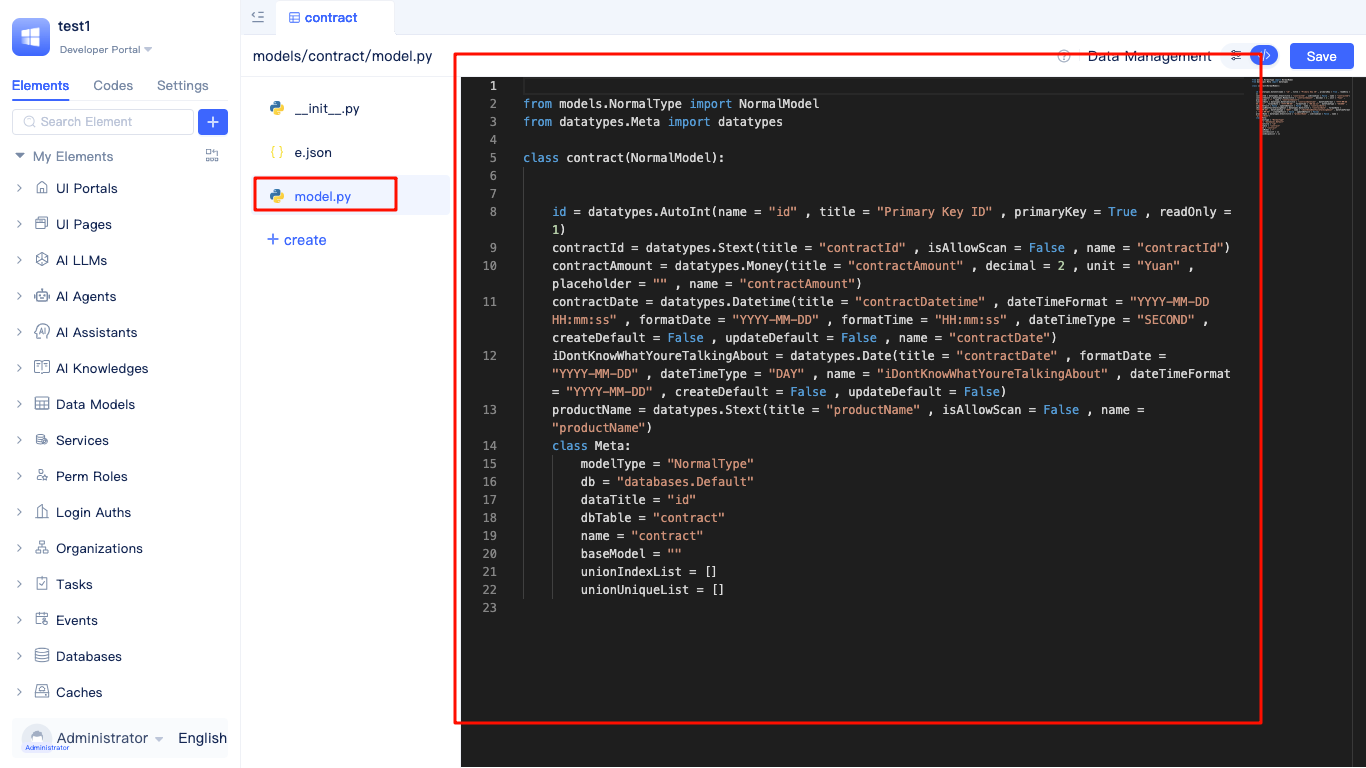 test1
Developer Portal
Elements
Codes
Settings
Search Element
My Elements
UI Portals
UI Pages
AI LLMs
AI Agents
AI Assistants
AI Knowledges
Data Models
Services
Perm Roles
Login Auths
Organizations
Tasks
Events
Databases
Caches
Administrator
Administrator
English
contract
models/contract/model.py
Data Management
Save
__init__.py
{} e.json
model.py
+ create
1
2 from models.NormalType import NormalModel
3 from datatypes.Meta import datatypes
4
5 class contract(NormalModel):
6
7
8 id = datatypes.AutoInt(name = "id" , title = "Primary Key ID" , primaryKey = True , readOnly =
1)
9 contractId = datatypes.Stext(title = "contractId" , isAllowScan = False , name = "contractId")
10 contractAmount = datatypes.Money(title = "contractAmount" , decimal = 2 , unit = "Yuan" ,
placeholder = "" , name = "contractAmount")
11 contractDate = datatypes.Datetime(title = "contractDatetime" , dateTimeFormat = "YYYY-MM-DD
HH:mm:ss" , formatDate = "YYYY-MM-DD" , formatTime = "HH:mm:ss" , dateTimeType = "SECOND" ,
createDefault = False , updateDefault = False , name = "contractDate")
12 iDontKnowWhatYoureTalkingAbout = datatypes.Date(title = "contractDate" , formatDate =
"YYYY-MM-DD" , dateTimeType = "DAY" , name = "iDontKnowWhatYoureTalkingAbout" , dateTimeFormat
= "YYYY-MM-DD" , createDefault = False , updateDefault = False)
13 productName = datatypes.Stext(title = "productName" , isAllowScan = False , name =
"productName")
14 class Meta:
15 modelType = "NormalType"
16 db = "databases.Default"
17 dataTitle = "id"
18 dbTable = "contract"
19 name = "contract"
20 baseModel = ""
21 unionIndexList = []
22 unionUniqueList = []
23